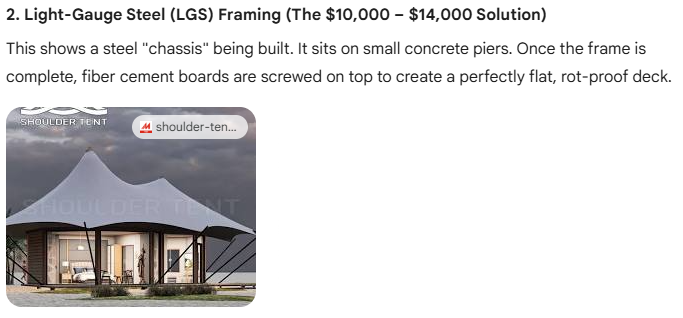 2. Light-Gauge Steel (LGS) Framing (The $10,000 – $14,000 Solution)
This shows a steel "chassis" being built. It sits on small concrete piers. Once the frame is
complete, fiber cement boards are screwed on top to create a perfectly flat, rot-proof deck.
SHOULDER TENT
shoulder-ten...
SHOULDER TENT